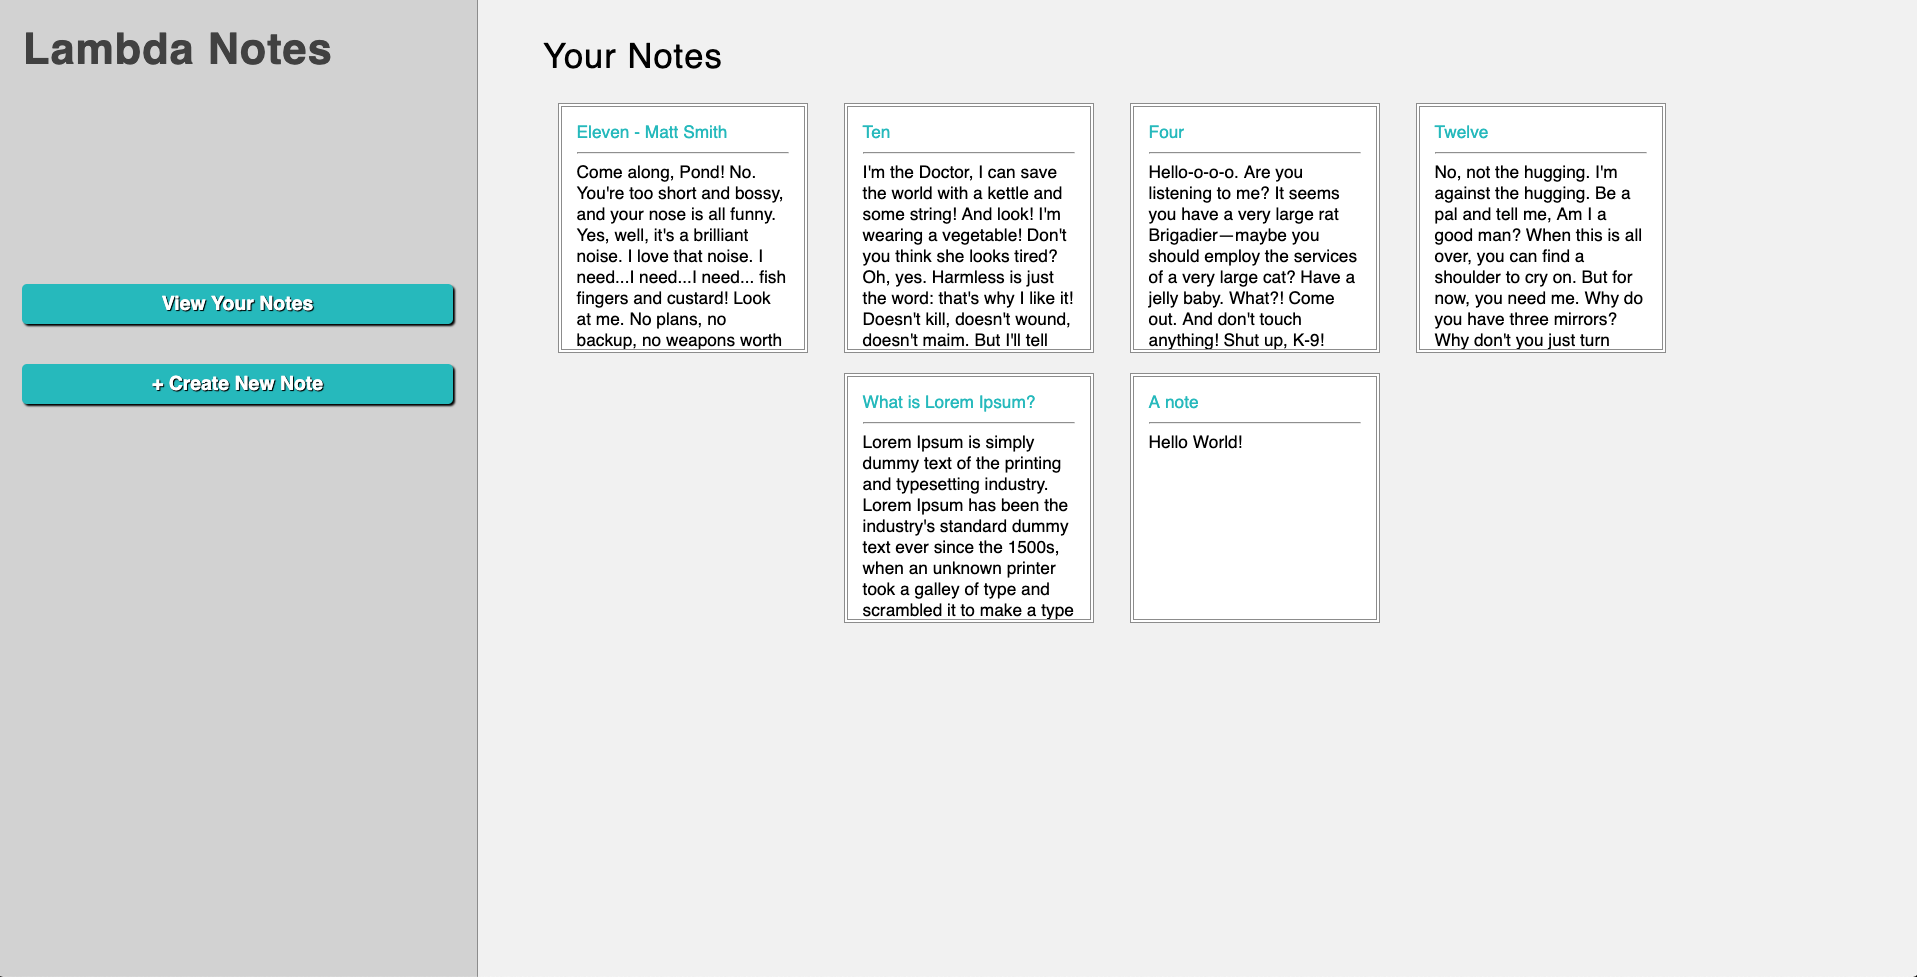 Lambda Notes
View Your Notes
+ Create New Note
Your Notes
Eleven - Matt Smith
Come along, Pond! No.
You're too short and bossy,
and your nose is all funny.
Yes, well, it's a brilliant
noise. I love that noise. I
need...I need...I need... fish
fingers and custard! Look
at me. No plans, no
backup, no weapons worth
Ten
I'm the Doctor, I can save
the world with a kettle and
some string! And look! I'm
wearing a vegetable! Don't
you think she looks tired?
Oh, yes. Harmless is just
the word: that's why I like it!
Doesn't kill, doesn't wound,
doesn't maim. But I'll tell
Four
Hello-o-o-o. Are you
listening to me? It seems
you have a very large rat
Brigadier—maybe you
should employ the services
of a very large cat? Have a
jelly baby. What?! Come
out. And don't touch
anything! Shut up, K-9!
Twelve
No, not the hugging. I'm
against the hugging. Be a
pal and tell me, Am I a
good man? When this is all
over, you can find a
shoulder to cry on. But for
now, you need me. Why do
you have three mirrors?
Why don't you just turn
What is Lorem Ipsum?
Lorem Ipsum is simply
dummy text of the printing
and typesetting industry.
Lorem Ipsum has been the
industry's standard dummy
text ever since the 1500s,
when an unknown printer
took a galley of type and
scrambled it to make a type
A note
Hello World!